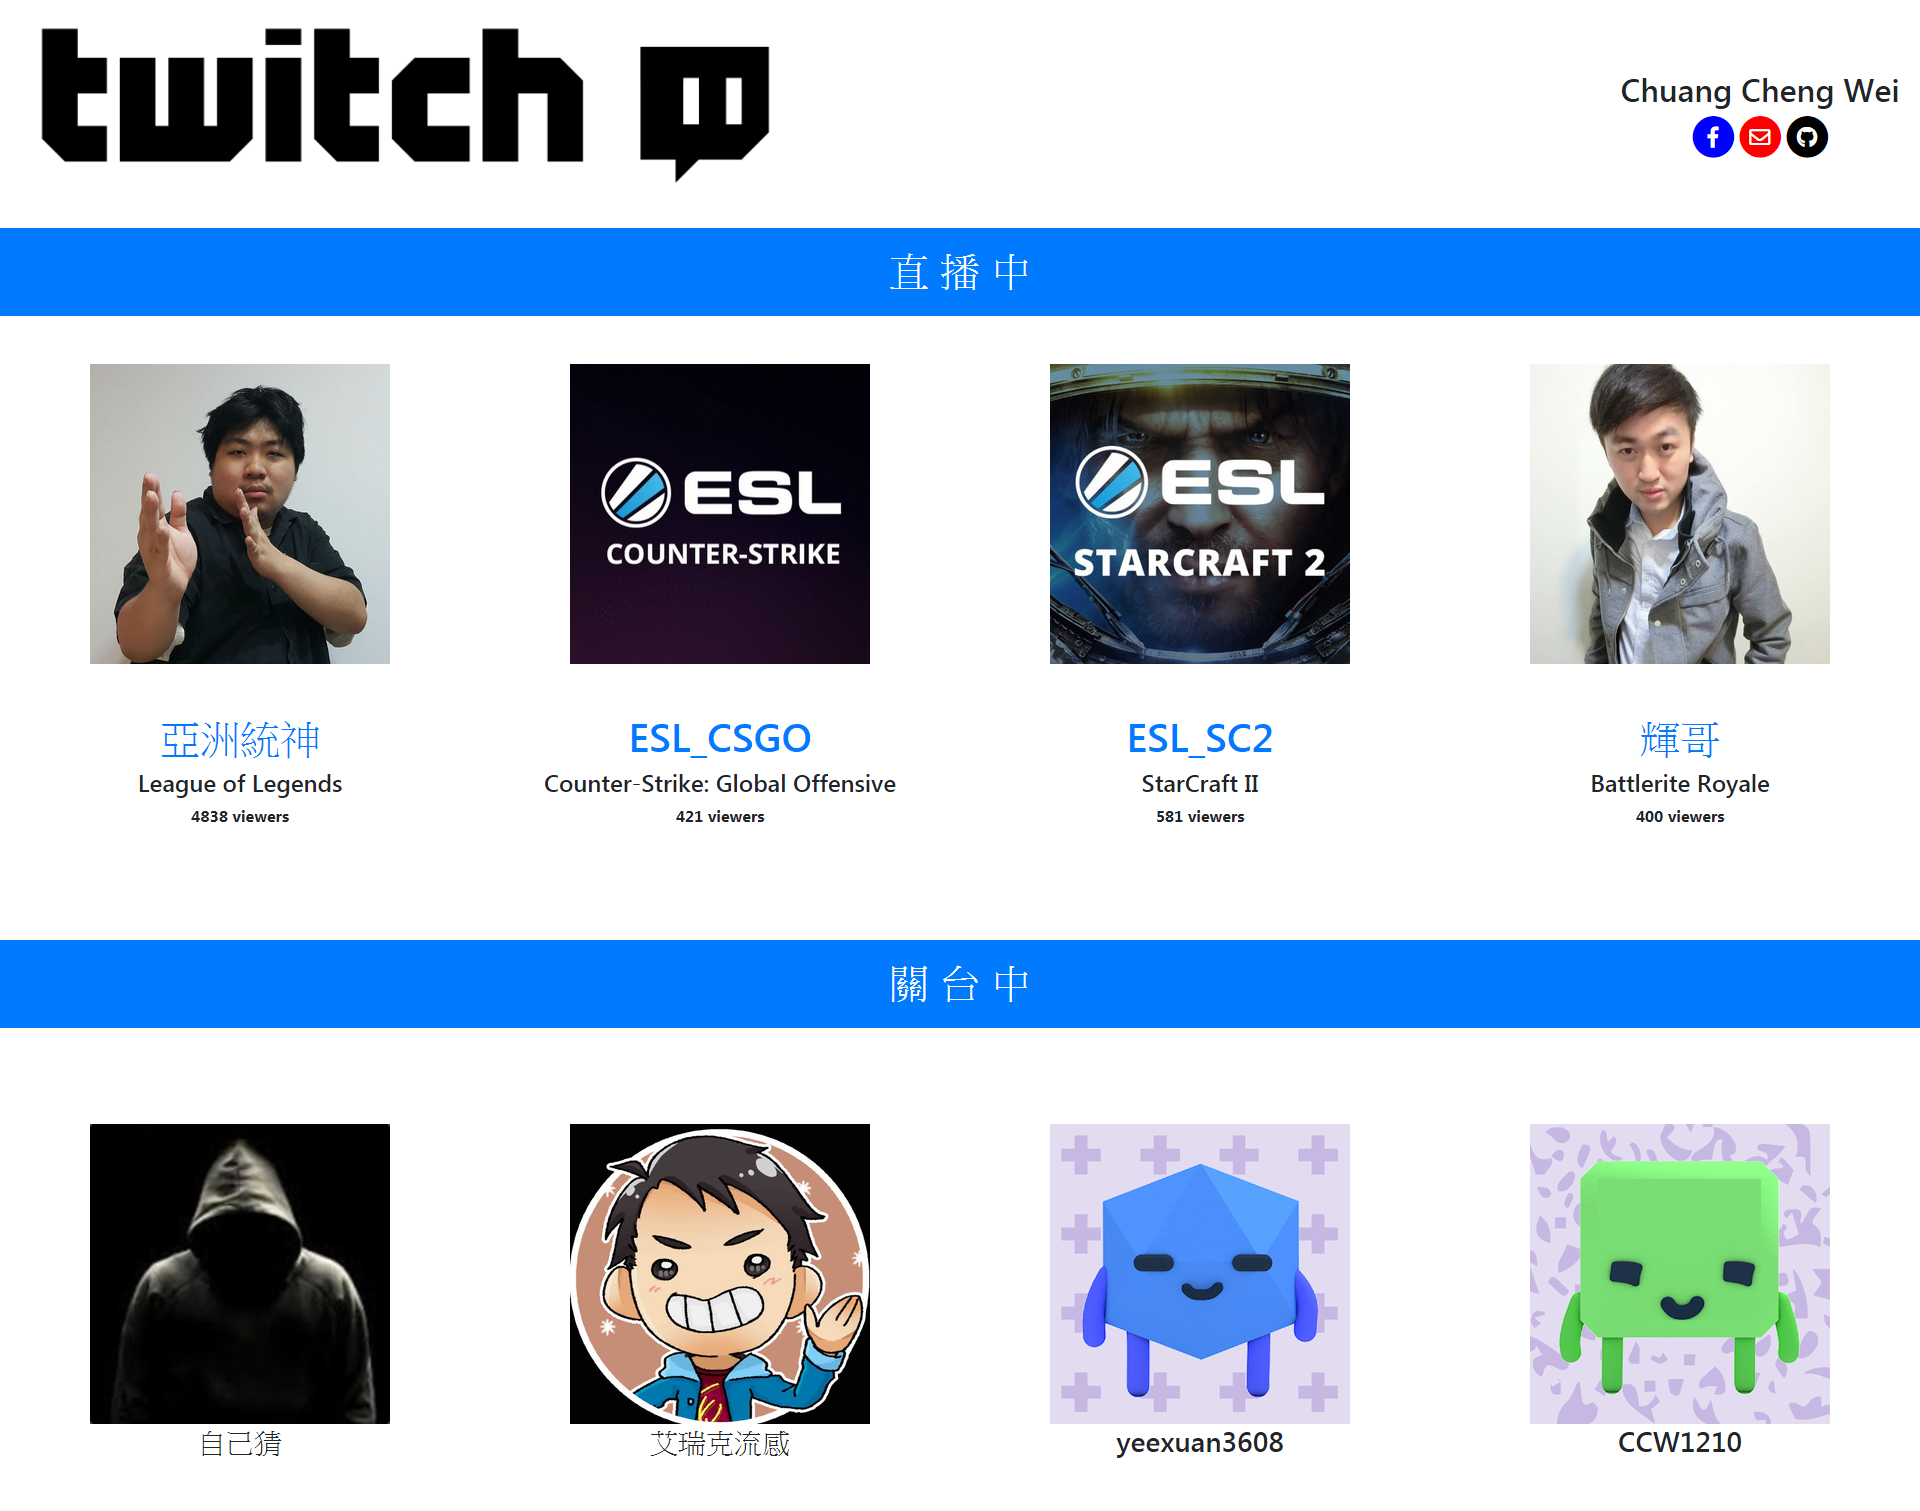 twitch
Chuang Cheng Wei
直播中
ESL
COUNTER-STRIKE
ESL
STARCRAFT 2
亞洲統神
League of Legends
4838 viewers
ESL_CSGO
Counter-Strike: Global Offensive
421 viewers
ESL_SC2
StarCraft II
581 viewers
輝哥
Battlerite Royale
400 viewers
關台中
自己猜
艾瑞克流感
yeexuan3608
CCW1210